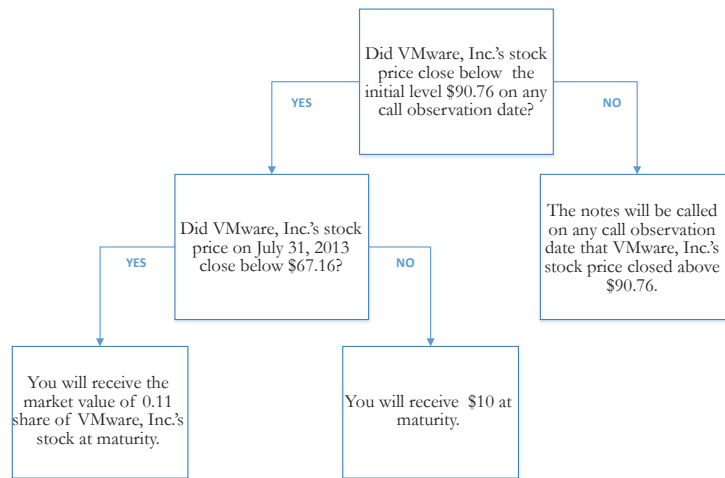 Did VMware, Inc.'s stock
price close below the
initial level $90.76 on any
call observation date?
YES
NO
Did VMware, Inc.'s stock
price on July 31, 2013
close below $67.16?
The notes will be called
on any call observation
date that VMware, Inc.'s
stock price closed above
$90.76.
YES
NO
You will receive the
market value of 0.11
share of VMware, Inc.'s
stock at maturity.
You will receive $10 at
maturity.